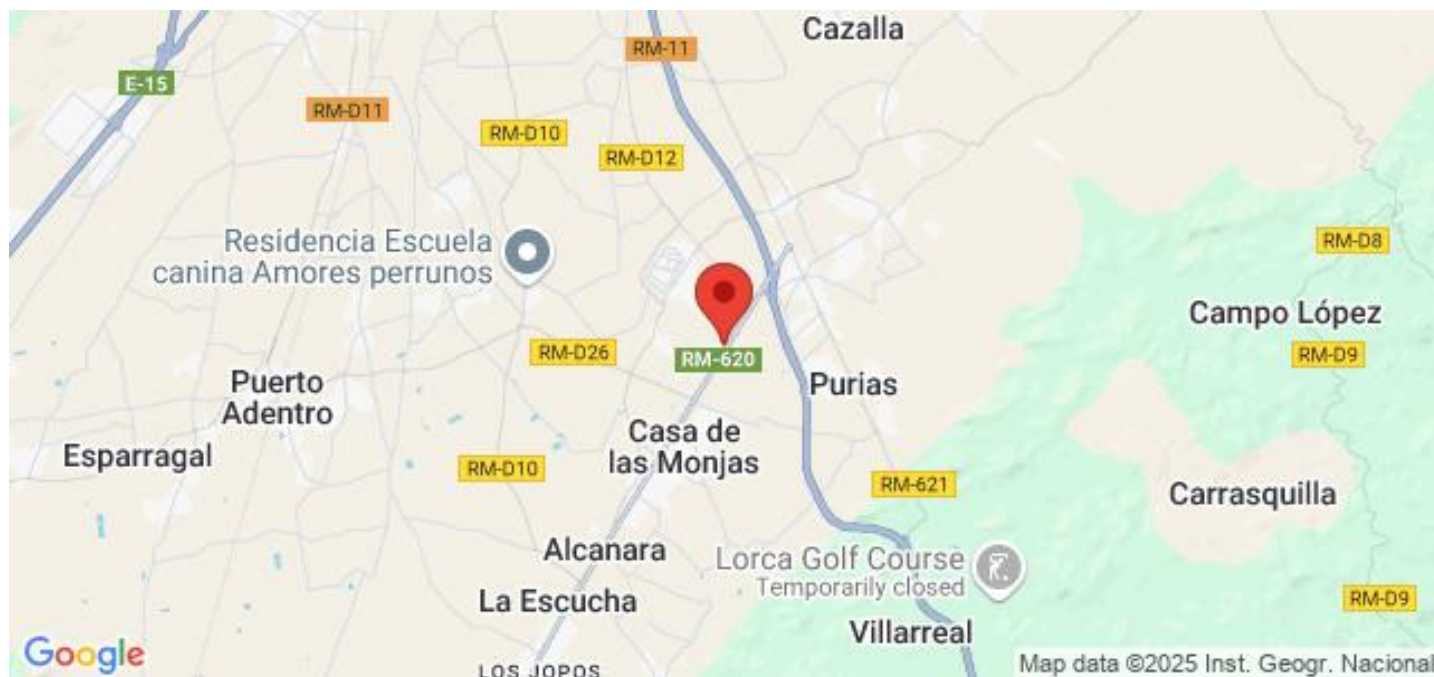 Cazalla
RM-11
E-15
RM-D11
RM-D10
RM-D12
Residencia Escuela
canina Amores perrunos
RM-D8
Campo López
RM-D26
RM-620
RM-D9
Puerto
Adentro
Purias
Esparragal
Casa de
las Monjas
RM-D10
RM-621
Carrasquilla
Alcanara
Lorca Golf Course
Temporarily closed
La Escucha
RM-D9
Villarreal
LOS JOPOS
Google
Map data ©2025 Inst. Geogr. Nacional